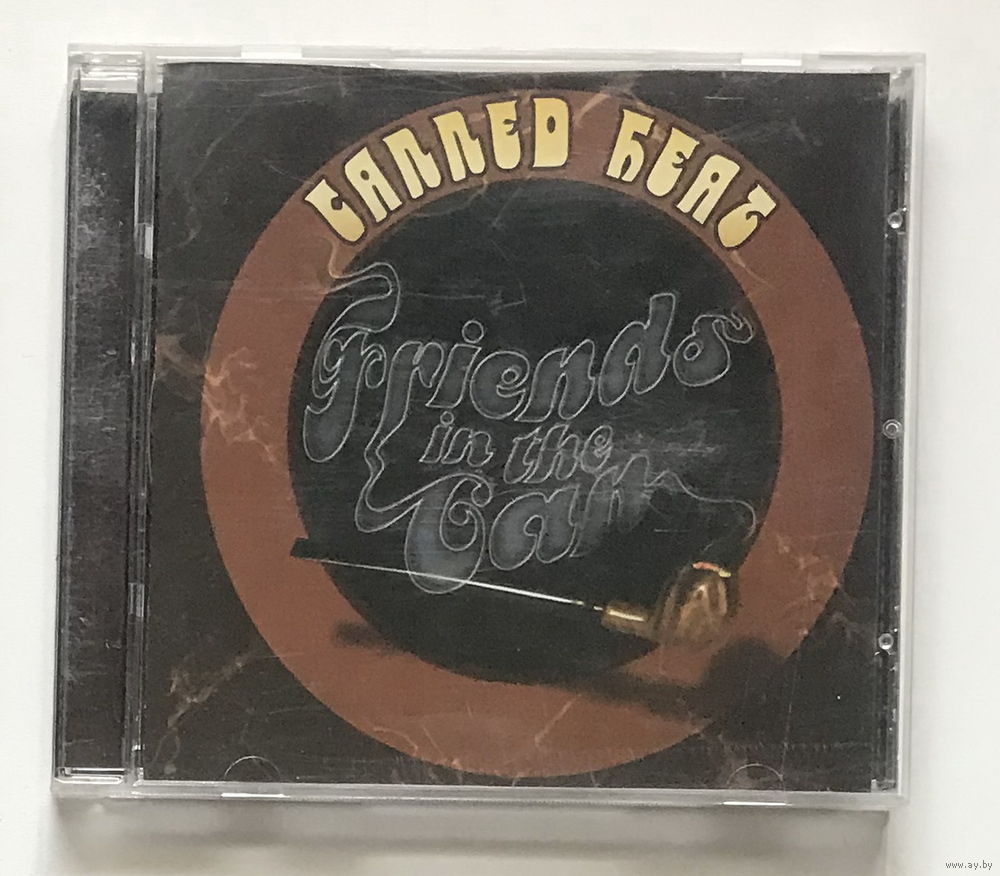 CANNED HEAT
Friends
in the
Can
www.ay.by